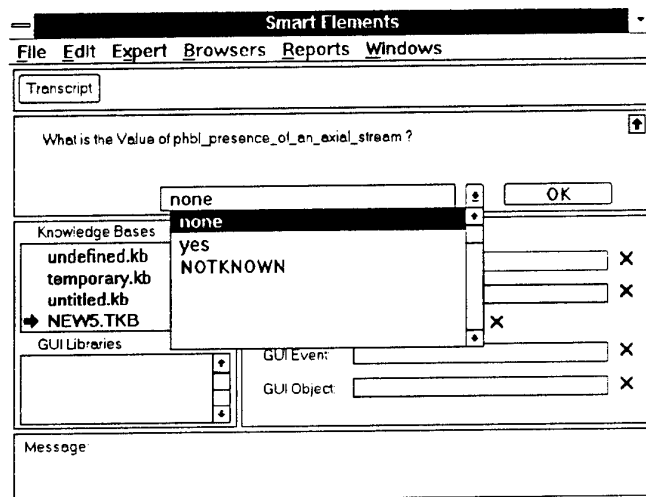 Smart Elements
File Edit Expert Browsers Reports Windows
Transcript
What is the Value of phbl_presence_of_an_axial_stream ?
none
OK
none
yes
NOTKNOWN
Knowledge Bases
undefined.kb
temporary.kb
untitled.kb
NEW5.TKB
GUI Libraries
GUI Event:
GUI Object:
Message: